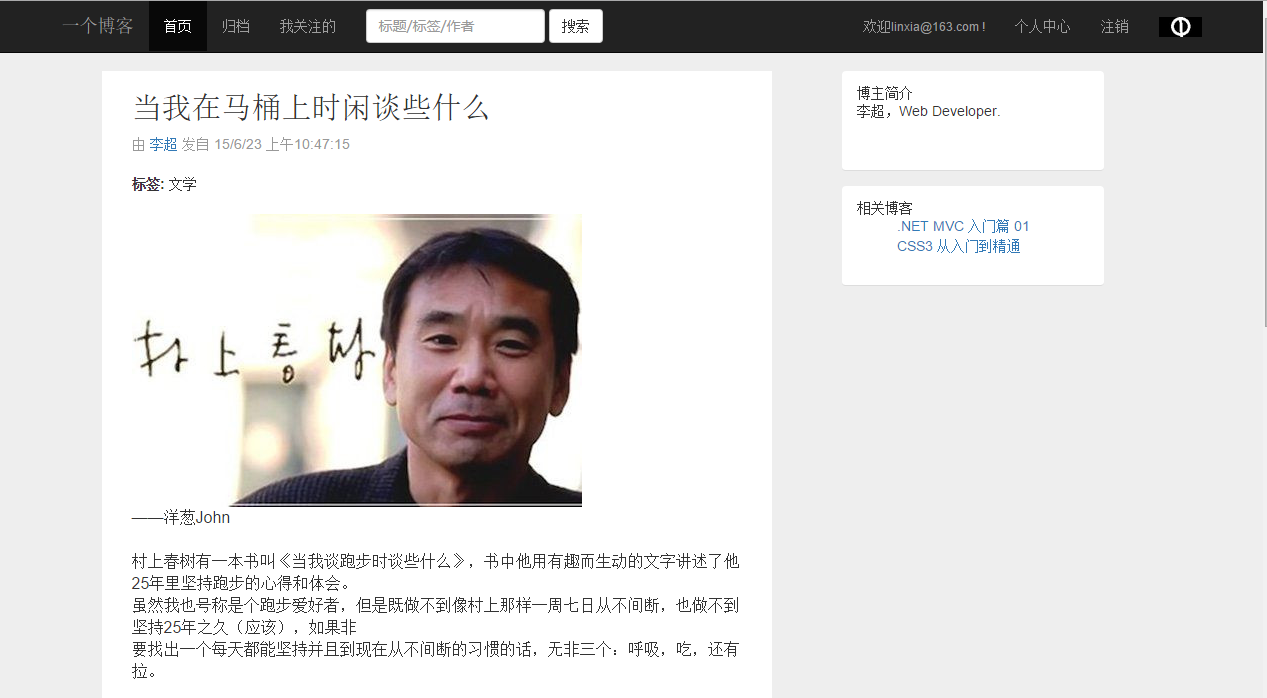 一个博客 首页 归档 我关注的 标题/标签/作者 搜索 欢迎linxia@163.com ! 个人中心 注销
当我在马桶上时闲谈些什么
由 李超 发自 15/6/23 上午10:47:15
标签: 文学
村上春树
——洋葱John
村上春树有一本书叫《当我谈跑步时谈些什么》，书中他用有趣而生动的文字讲述了他
25年里坚持跑步的心得和体会。
虽然我也号称是个跑步爱好者，但是既做不到像村上那样一周七日从不间断，也做不到
坚持25年之久（应该），如果非
要找出一个每天都能坚持并且到现在从不间断的习惯的话，无非三个：呼吸，吃，还有
拉。
博主简介
李超，Web Developer.
相关博客
.NET MVC 入门篇 01
CSS3 从入门到精通